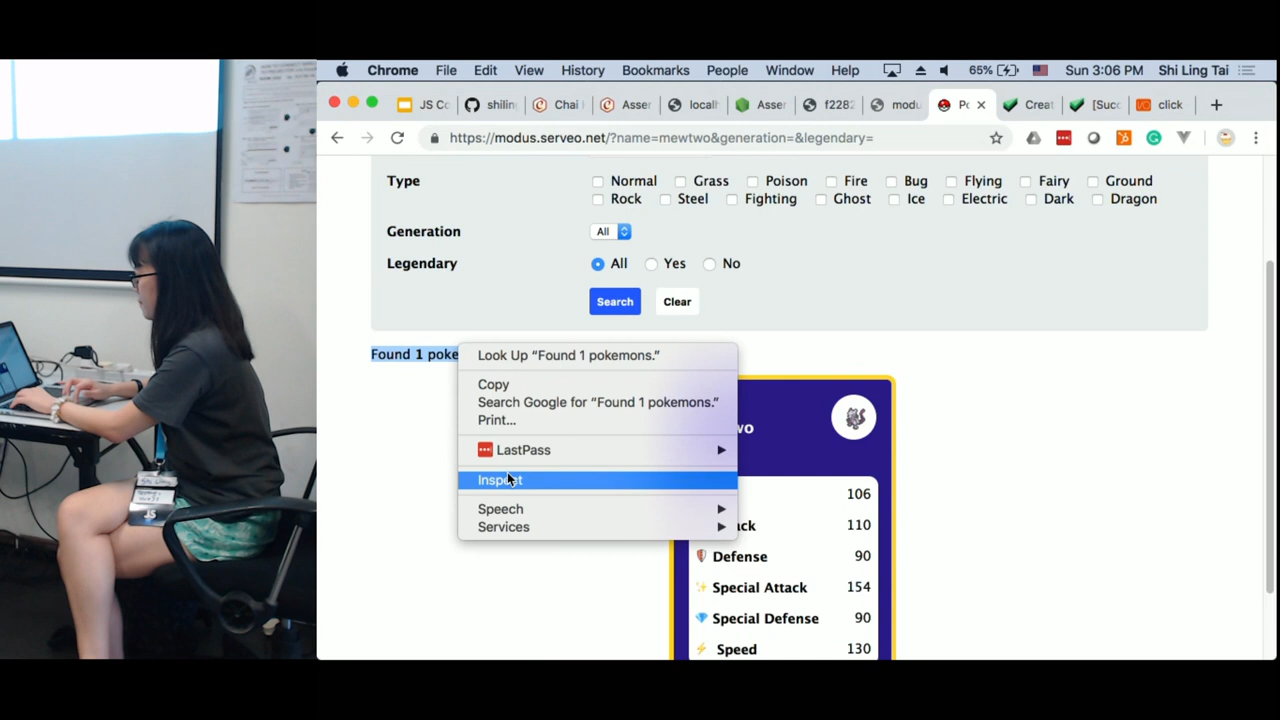 Chrome File Edit View History Bookmarks People Window Help 65% Sun 3:06 PM Shi Ling Tai
JS Co shilin Chai Asser localh Asser f2282 modu Po Creat [Succ click
https://modus.serveo.net/?name=mewtwo&generation=&legendary=
Type Normal Grass Poison Fire Bug Flying Fairy Ground
Rock Steel Fighting Ghost Ice Electric Dark Dragon
Generation All
Legendary All Yes No
Search Clear
Found 1 poke
Look Up “Found 1 pokemons.”
Copy
Search Google for “Found 1 pokemons.”
Print...
LastPass
Inspect
Speech
Services
wo
106
ack 110
Defense 90
Special Attack 154
Special Defense 90
Speed 130
JS